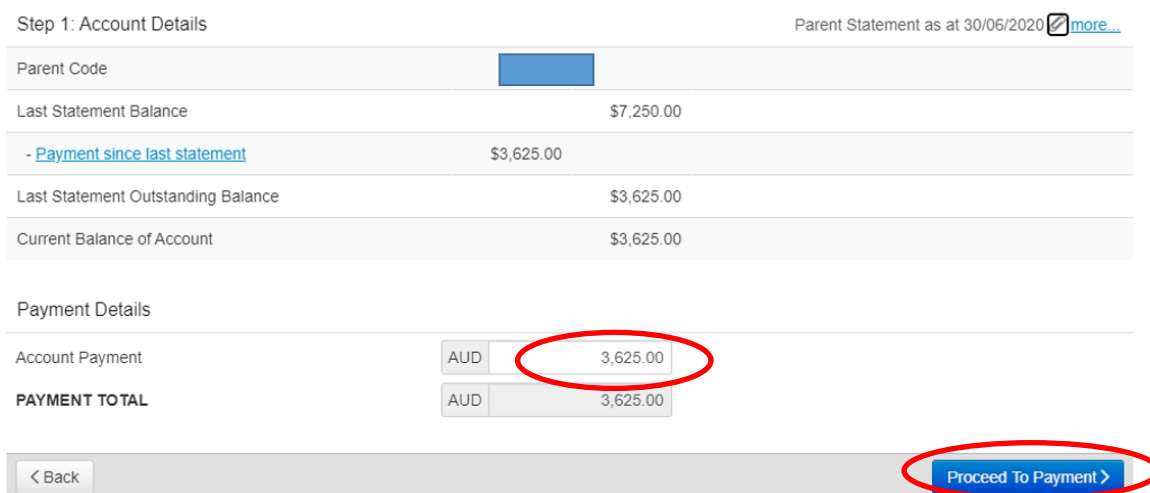 Step 1: Account Details Parent Statement as at 30/06/2020 more...
Parent Code
Last Statement Balance $7,250.00
- Payment since last statement $3,625.00
Last Statement Outstanding Balance $3,625.00
Current Balance of Account $3,625.00
Payment Details
Account Payment AUD 3,625.00
PAYMENT TOTAL AUD 3,625.00
< Back Proceed To Payment >